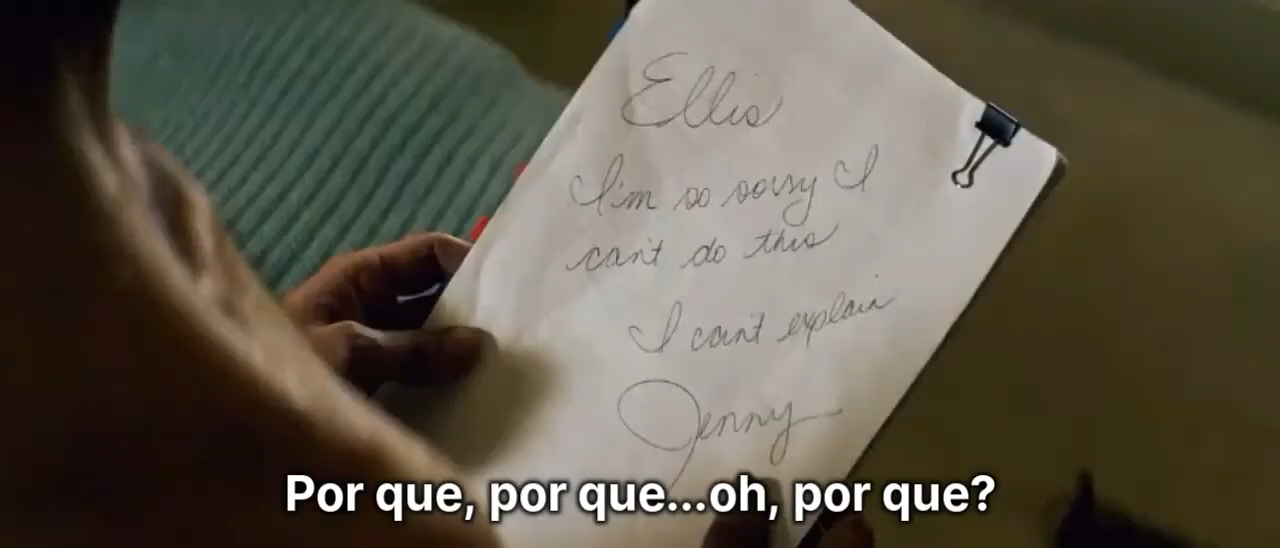 Ellis
I'm so sorry I
can't do this
I can't explain
Jenny
Por que, por que...oh, por que?